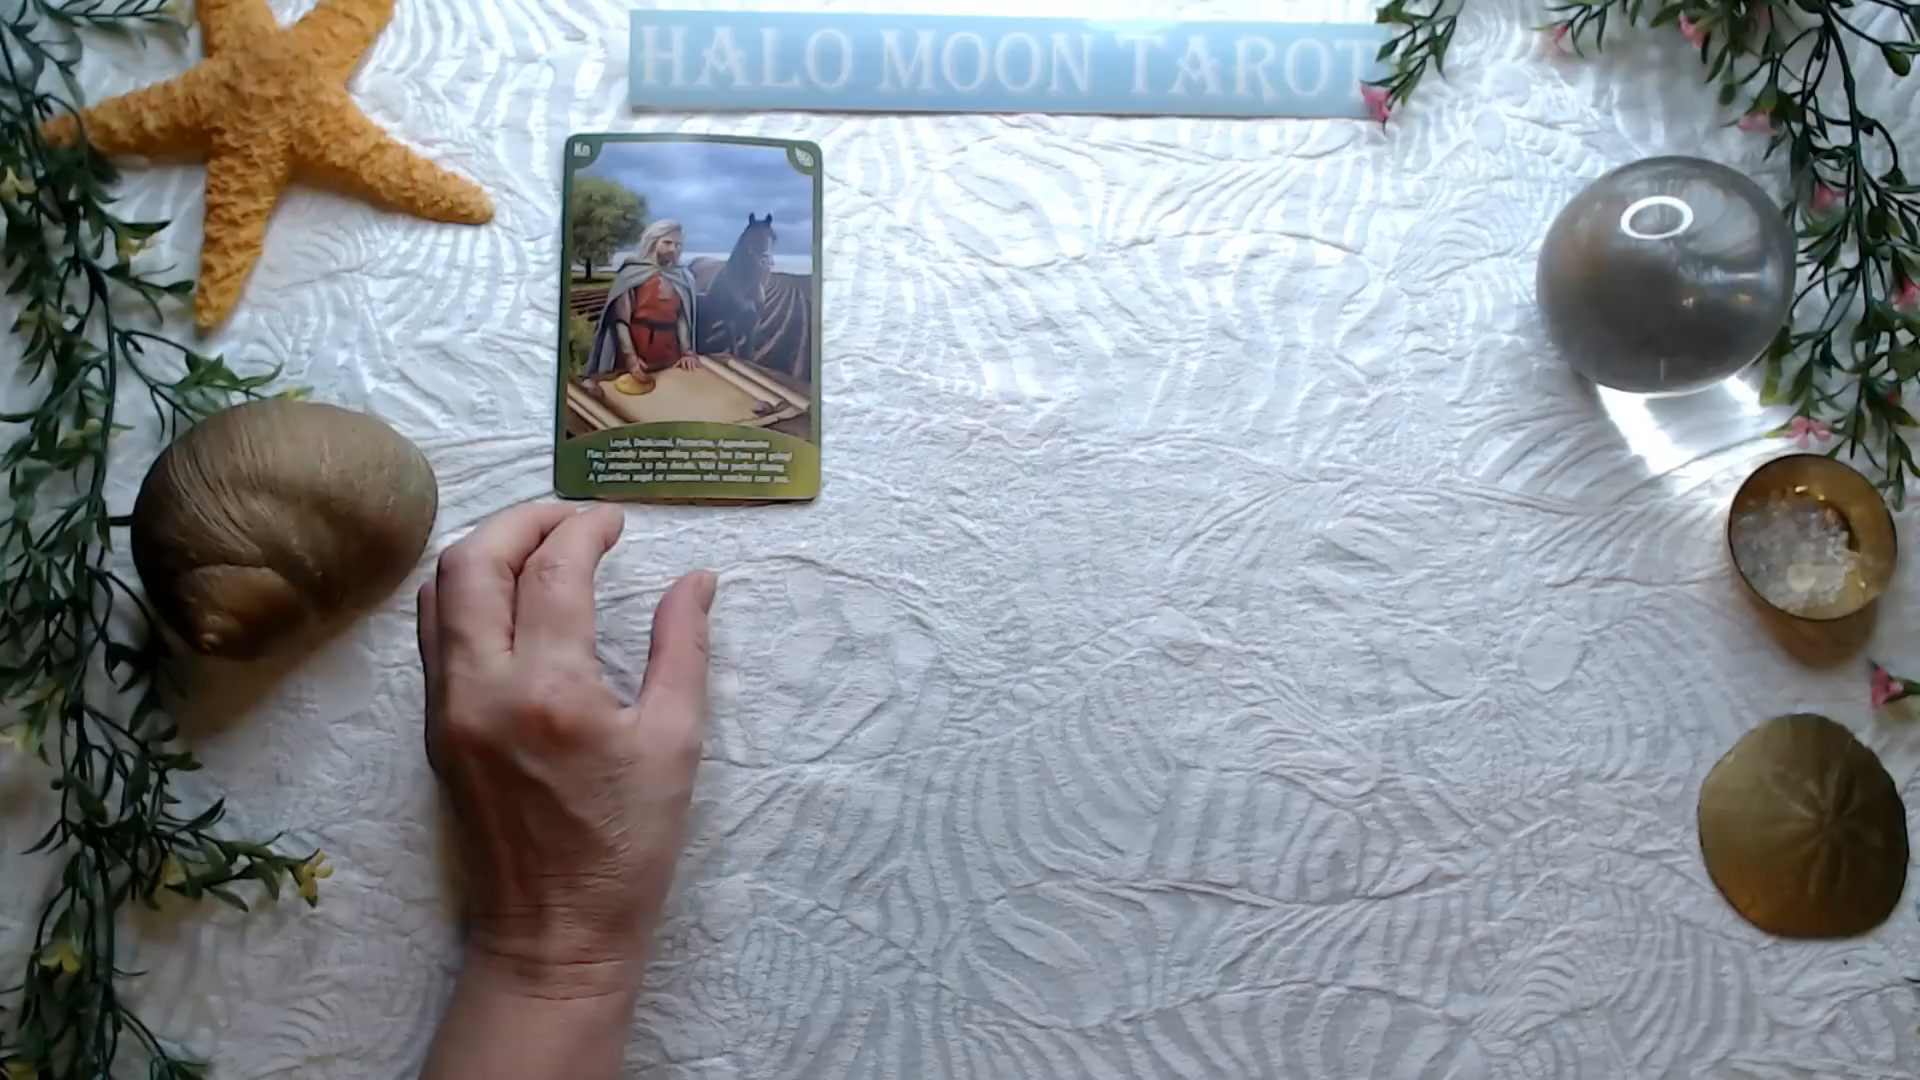 HALO MOON TAROT
Kn
Loyal, Dedicated, Protective, Apprehensive
Plan carefully before taking action, but then get going!
Pay attention to the details. Wait for perfect timing.
A guardian angel or someone who watches over you.